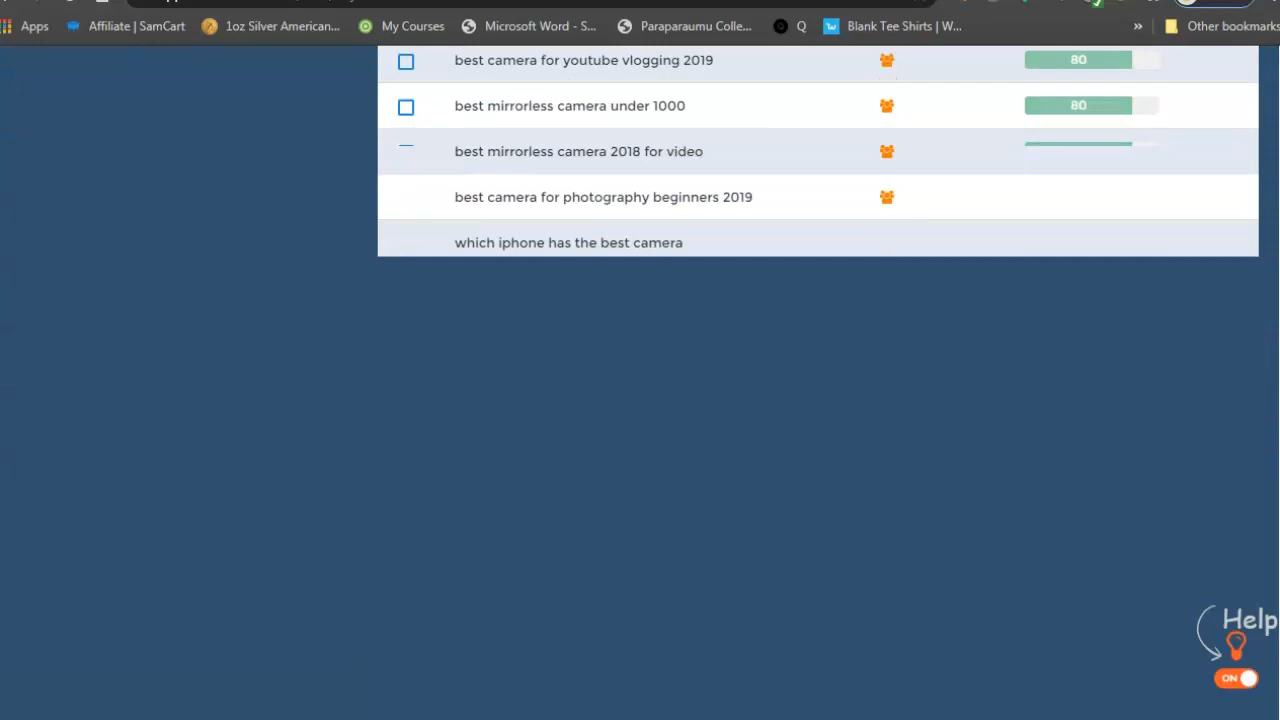 Apps Affiliate | SamCart 1oz Silver American... My Courses Microsoft Word - S... Paraparaumu Colle... Q Blank Tee Shirts | W... » Other bookmarks
best camera for youtube vlogging 2019 80
best mirrorless camera under 1000 80
best mirrorless camera 2018 for video
best camera for photography beginners 2019
which iphone has the best camera
Help
ON